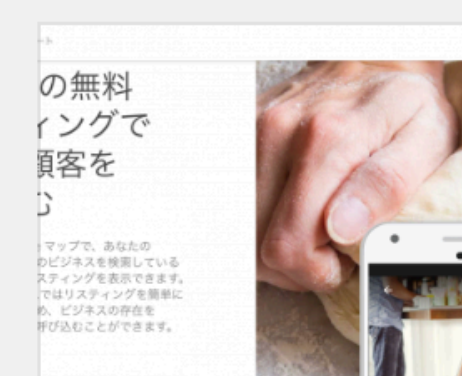 ート
の無料
ィングで
顧客を
む
マップで、あなたの
のビジネスを検索している
スティングを表示できます。
ではリスティングを簡単に
め、ビジネスの存在を
呼び込むことができます。